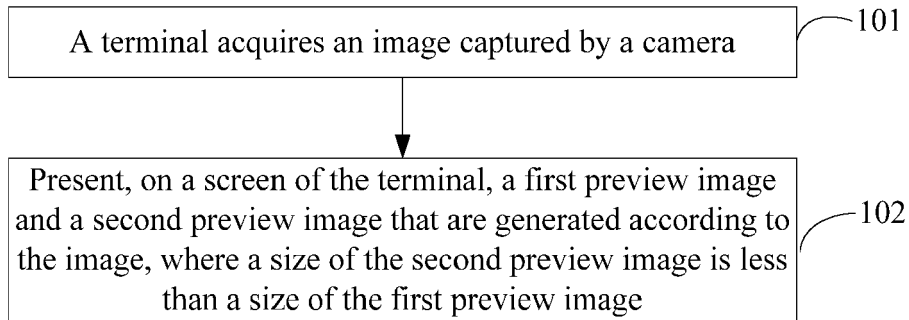 A terminal acquires an image captured by a camera
101
Present, on a screen of the terminal, a first preview image
and a second preview image that are generated according to
the image, where a size of the second preview image is less
than a size of the first preview image
102